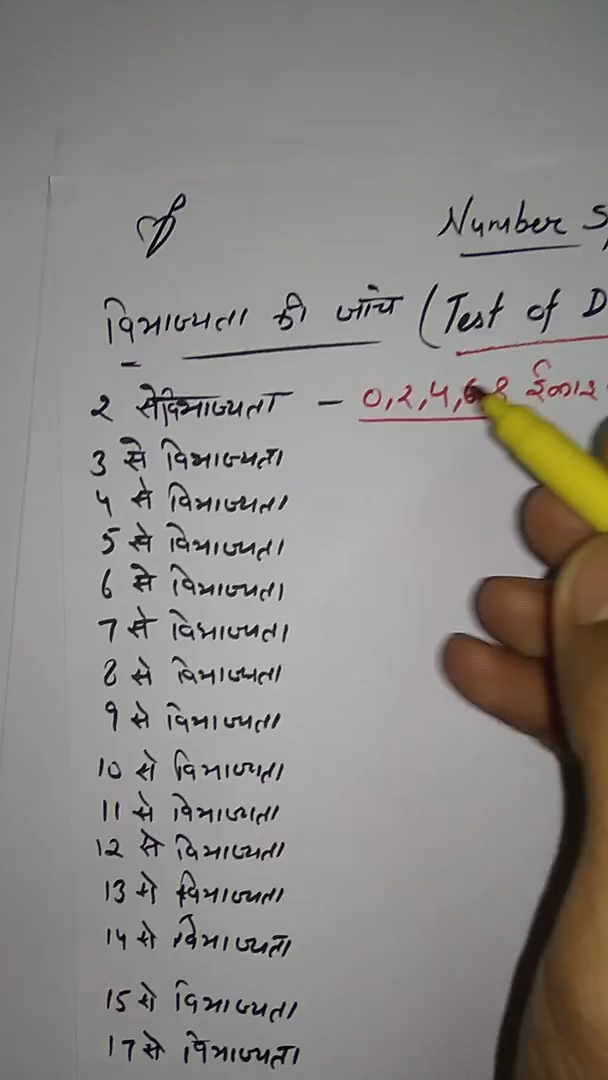 Number
विभाज्यता की जांच (Test of D
2 से विभाज्यता - 0,2,4,6,8 ईकाई
3 से विभाज्यता
4 से विभाज्यता
5 से विभाज्यता
6 से विभाज्यता
7 से विभाज्यता
8 से विभाज्यता
9 से विभाज्यता
10 से विभाज्यता
11 से विभाज्यता
12 से विभाज्यता
13 से विभाज्यता
14 से विभाज्यता
15 से विभाज्यता
17 से विभाज्यता